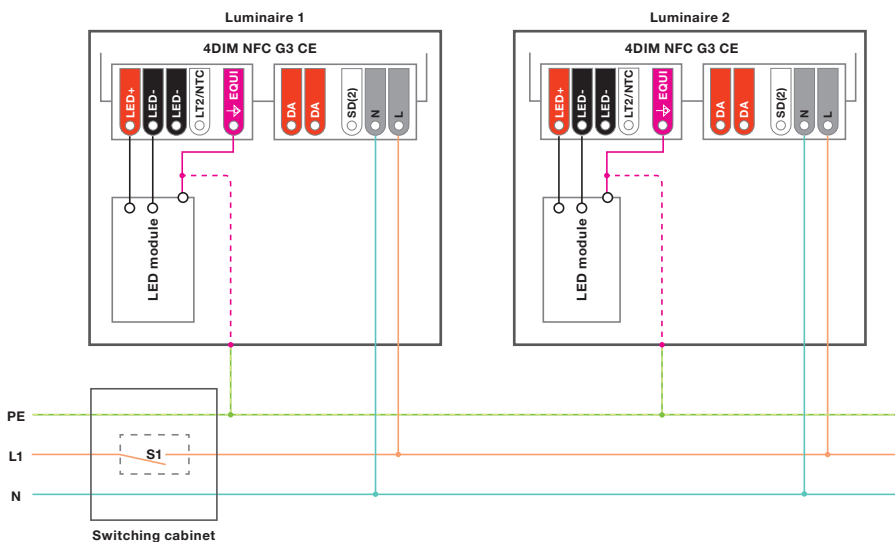 Luminaire 1
Luminaire 2
4DIM NFC G3 CE
4DIM NFC G3 CE
LED+
LED-
LED-
LT2/NTC
EQUI
DA
DA
SD(2)
N
L
LED+
LED-
LED-
LT2/NTC
EQUI
DA
DA
SD(2)
N
L
LED module
LED module
PE
L1
S1
N
Switching cabinet